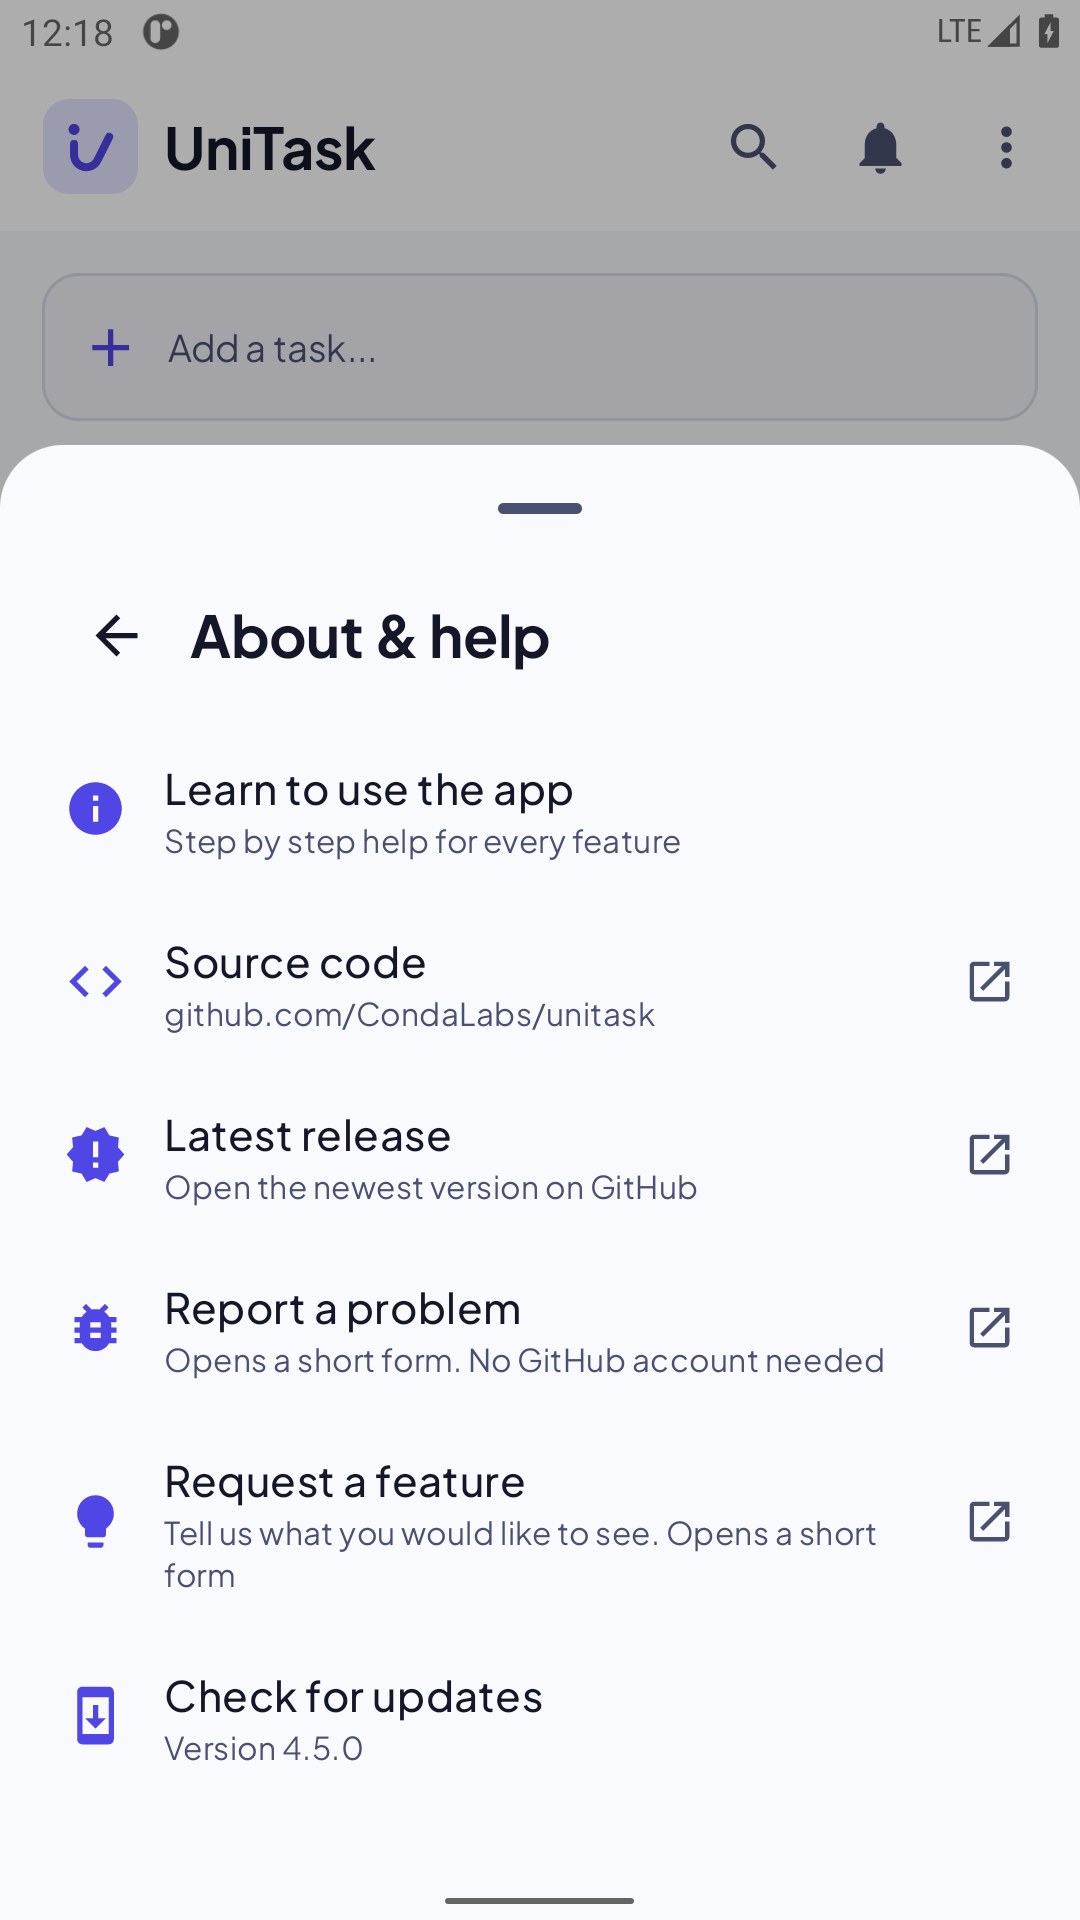 12:18
LTE
UniTask
Add a task...
About & help
Learn to use the app
Step by step help for every feature
Source code
github.com/CondaLabs/unitask
Latest release
Open the newest version on GitHub
Report a problem
Opens a short form. No GitHub account needed
Request a feature
Tell us what you would like to see. Opens a short
form
Check for updates
Version 4.5.0